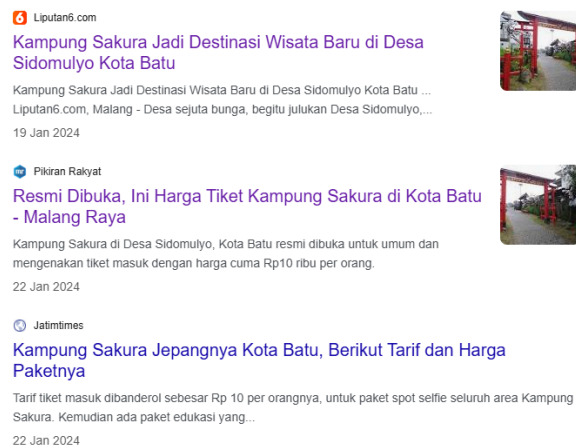 Liputan6.com
Kampung Sakura Jadi Destinasi Wisata Baru di Desa
Sidomulyo Kota Batu
Kampung Sakura Jadi Destinasi Wisata Baru di Desa Sidomulyo Kota Batu ...
Liputan6.com, Malang - Desa sejuta bunga, begitu julukan Desa Sidomulyo,...
19 Jan 2024
Pikiran Rakyat
Resmi Dibuka, Ini Harga Tiket Kampung Sakura di Kota Batu
- Malang Raya
Kampung Sakura di Desa Sidomulyo, Kota Batu resmi dibuka untuk umum dan
mengenakan tiket masuk dengan harga cuma Rp10 ribu per orang.
22 Jan 2024
Jatimtimes
Kampung Sakura Jepangnya Kota Batu, Berikut Tarif dan Harga
Paketnya
Tarif tiket masuk dibanderol sebesar Rp 10 per orangnya, untuk paket spot selfie seluruh area Kampung
Sakura. Kemudian ada paket edukasi yang...
22 Jan 2024